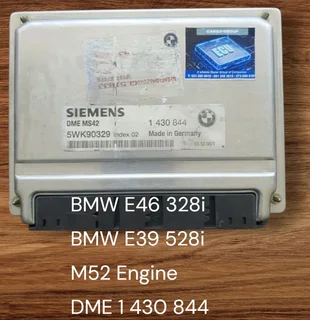 ECU
SIEMENS
DME MS42
1 430 844
5WK90329 Index 02
Made in Germany
BMW E46 328i
BMW E39 528i
M52 Engine
DME 1 430 844